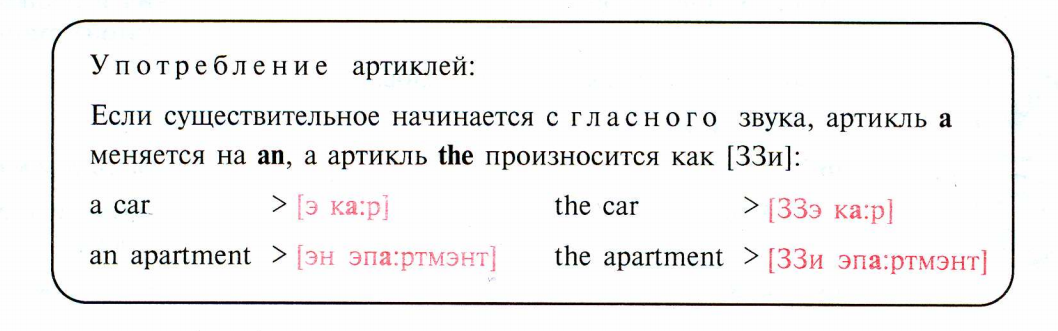 Употребление артиклей:
Если существительное начинается с гласного звука, артикль a
меняется на an, а артикль the произносится как [ЗЗи]:
a car > [э ка:р] the car > [ЗЗэ ка:р]
an apartment > [эн эпа:ртмэнт] the apartment > [ЗЗи эпа:ртмэнт]